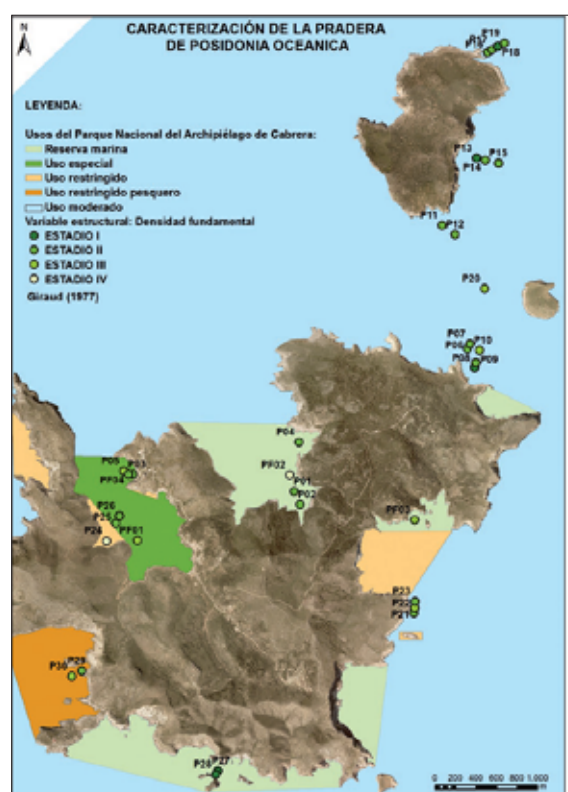 CARACTERIZACIÓN DE LA PRADERA
DE POSIDONIA OCEANICA
N
LEYENDA:
Usos del Parque Nacional del Archipiélago de Cabrera:
Reserva marina
Uso especial
Uso restringido
Uso restringido pesquero
Uso moderado
Variable estructural: Densidad fundamental
ESTADIO I
ESTADIO II
ESTADIO III
ESTADIO IV
Giraud (1977)
P19
P18
P13
P15
P14
P11
P12
P20
P07
P06 P10
P08 P09
P04
P05 P03
PF02
PF04
P01
P02
P26
P25
PF03
P24 PF01
P23
P22
P21
P29
P30
P27
P28
0 200 400 600 800 1.000
m